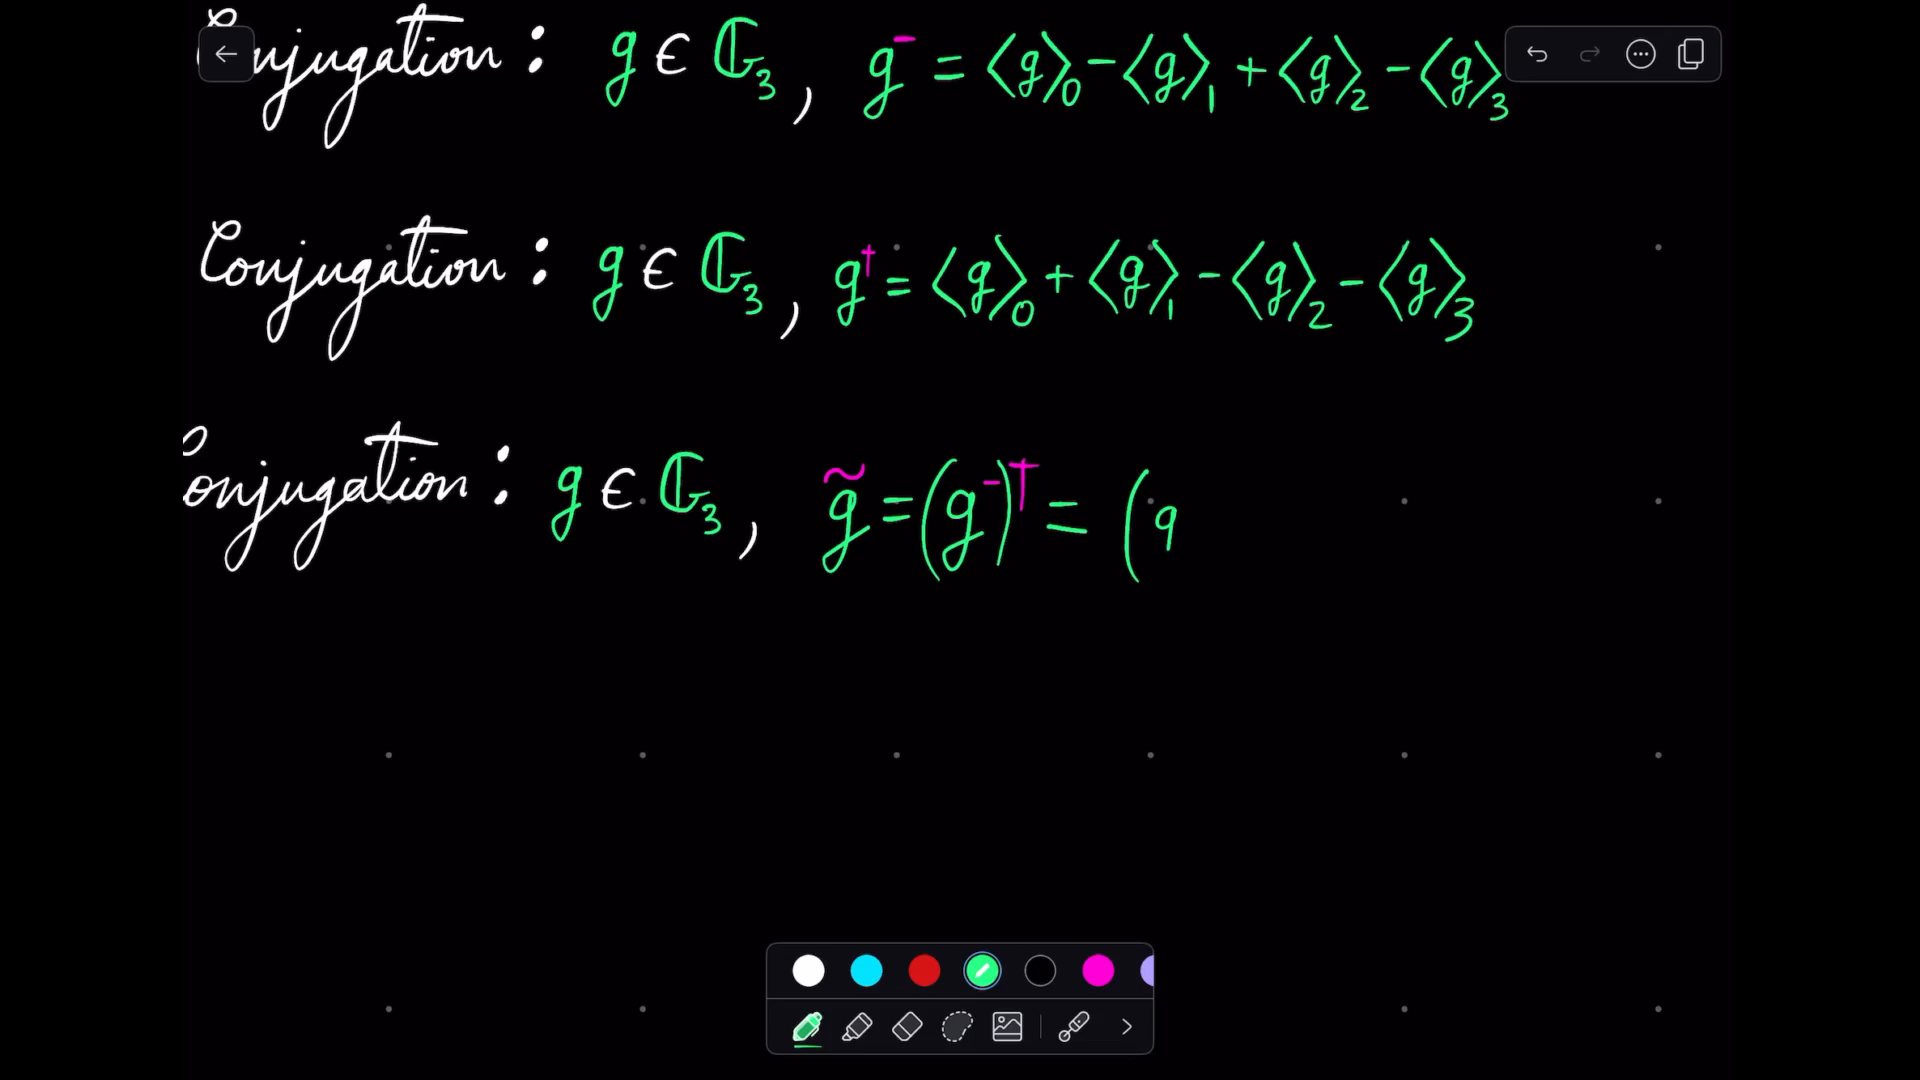 Conjugation : g ∈ 𝔾₃ , g⁻ = ⟨g⟩₀ - ⟨g⟩₁ + ⟨g⟩₂ - ⟨g⟩₃
Conjugation : g ∈ 𝔾₃ , g† = ⟨g⟩₀ + ⟨g⟩₁ - ⟨g⟩₂ - ⟨g⟩₃
Conjugation : g ∈ 𝔾₃ , g̃ = (g⁻)† = (g